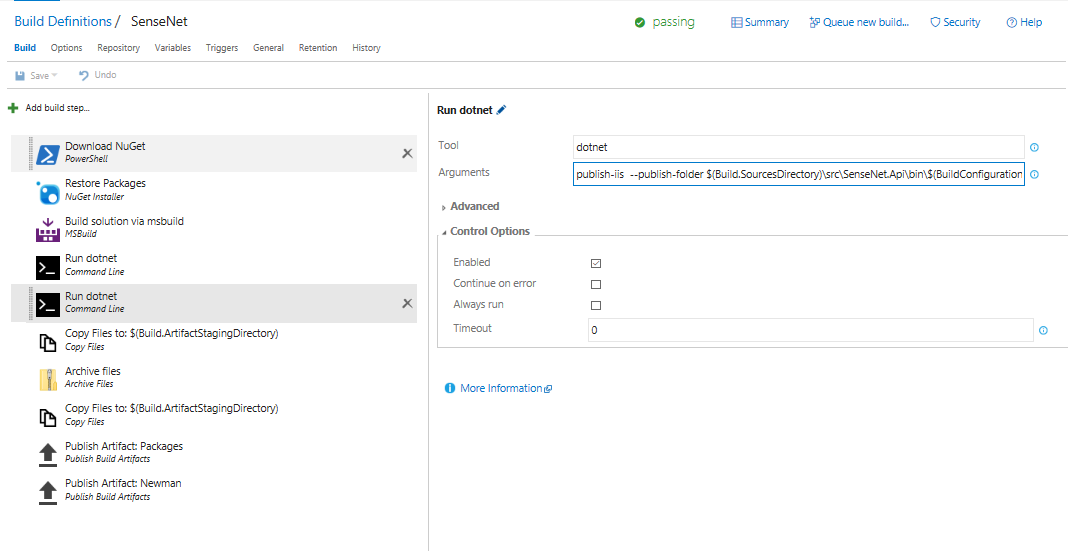 Build Definitions / SenseNet
passing
Summary
Queue new build...
Security
Help
Build
Options
Repository
Variables
Triggers
General
Retention
History
Save
Undo
Add build step...
Download NuGet
PowerShell
Restore Packages
NuGet Installer
Build solution via msbuild
MSBuild
Run dotnet
Command Line
Run dotnet
Command Line
Copy Files to: $(Build.ArtifactStagingDirectory)
Copy Files
Archive files
Archive Files
Copy Files to: $(Build.ArtifactStagingDirectory)
Copy Files
Publish Artifact: Packages
Publish Build Artifacts
Publish Artifact: Newman
Publish Build Artifacts
Run dotnet
Tool
dotnet
Arguments
publish-iis --publish-folder $(Build.SourcesDirectory)\src\SenseNet.Api\bin\$(BuildConfiguration
Advanced
Control Options
Enabled
Continue on error
Always run
Timeout
0
More Information